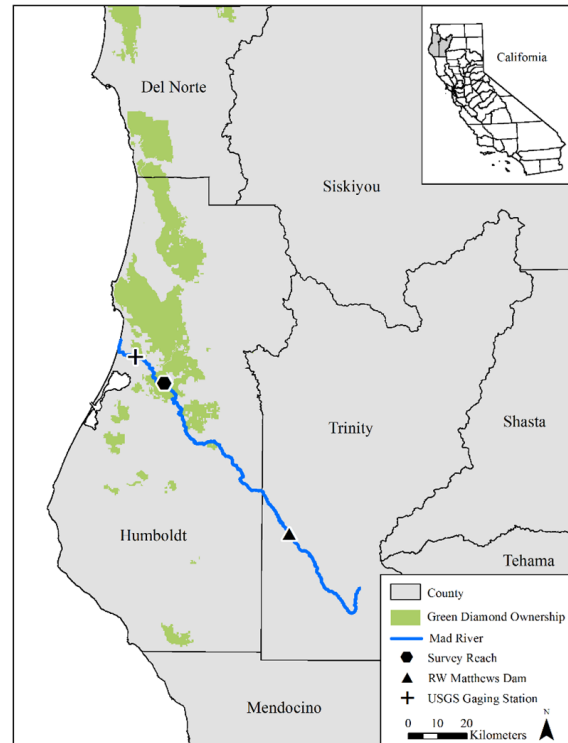 California
Del Norte
Siskiyou
Trinity
Shasta
Humboldt
Tehama
Mendocino
County
Green Diamond Ownership
Mad River
Survey Reach
RW Matthews Dam
USGS Gaging Station
N
0 10 20
Kilometers